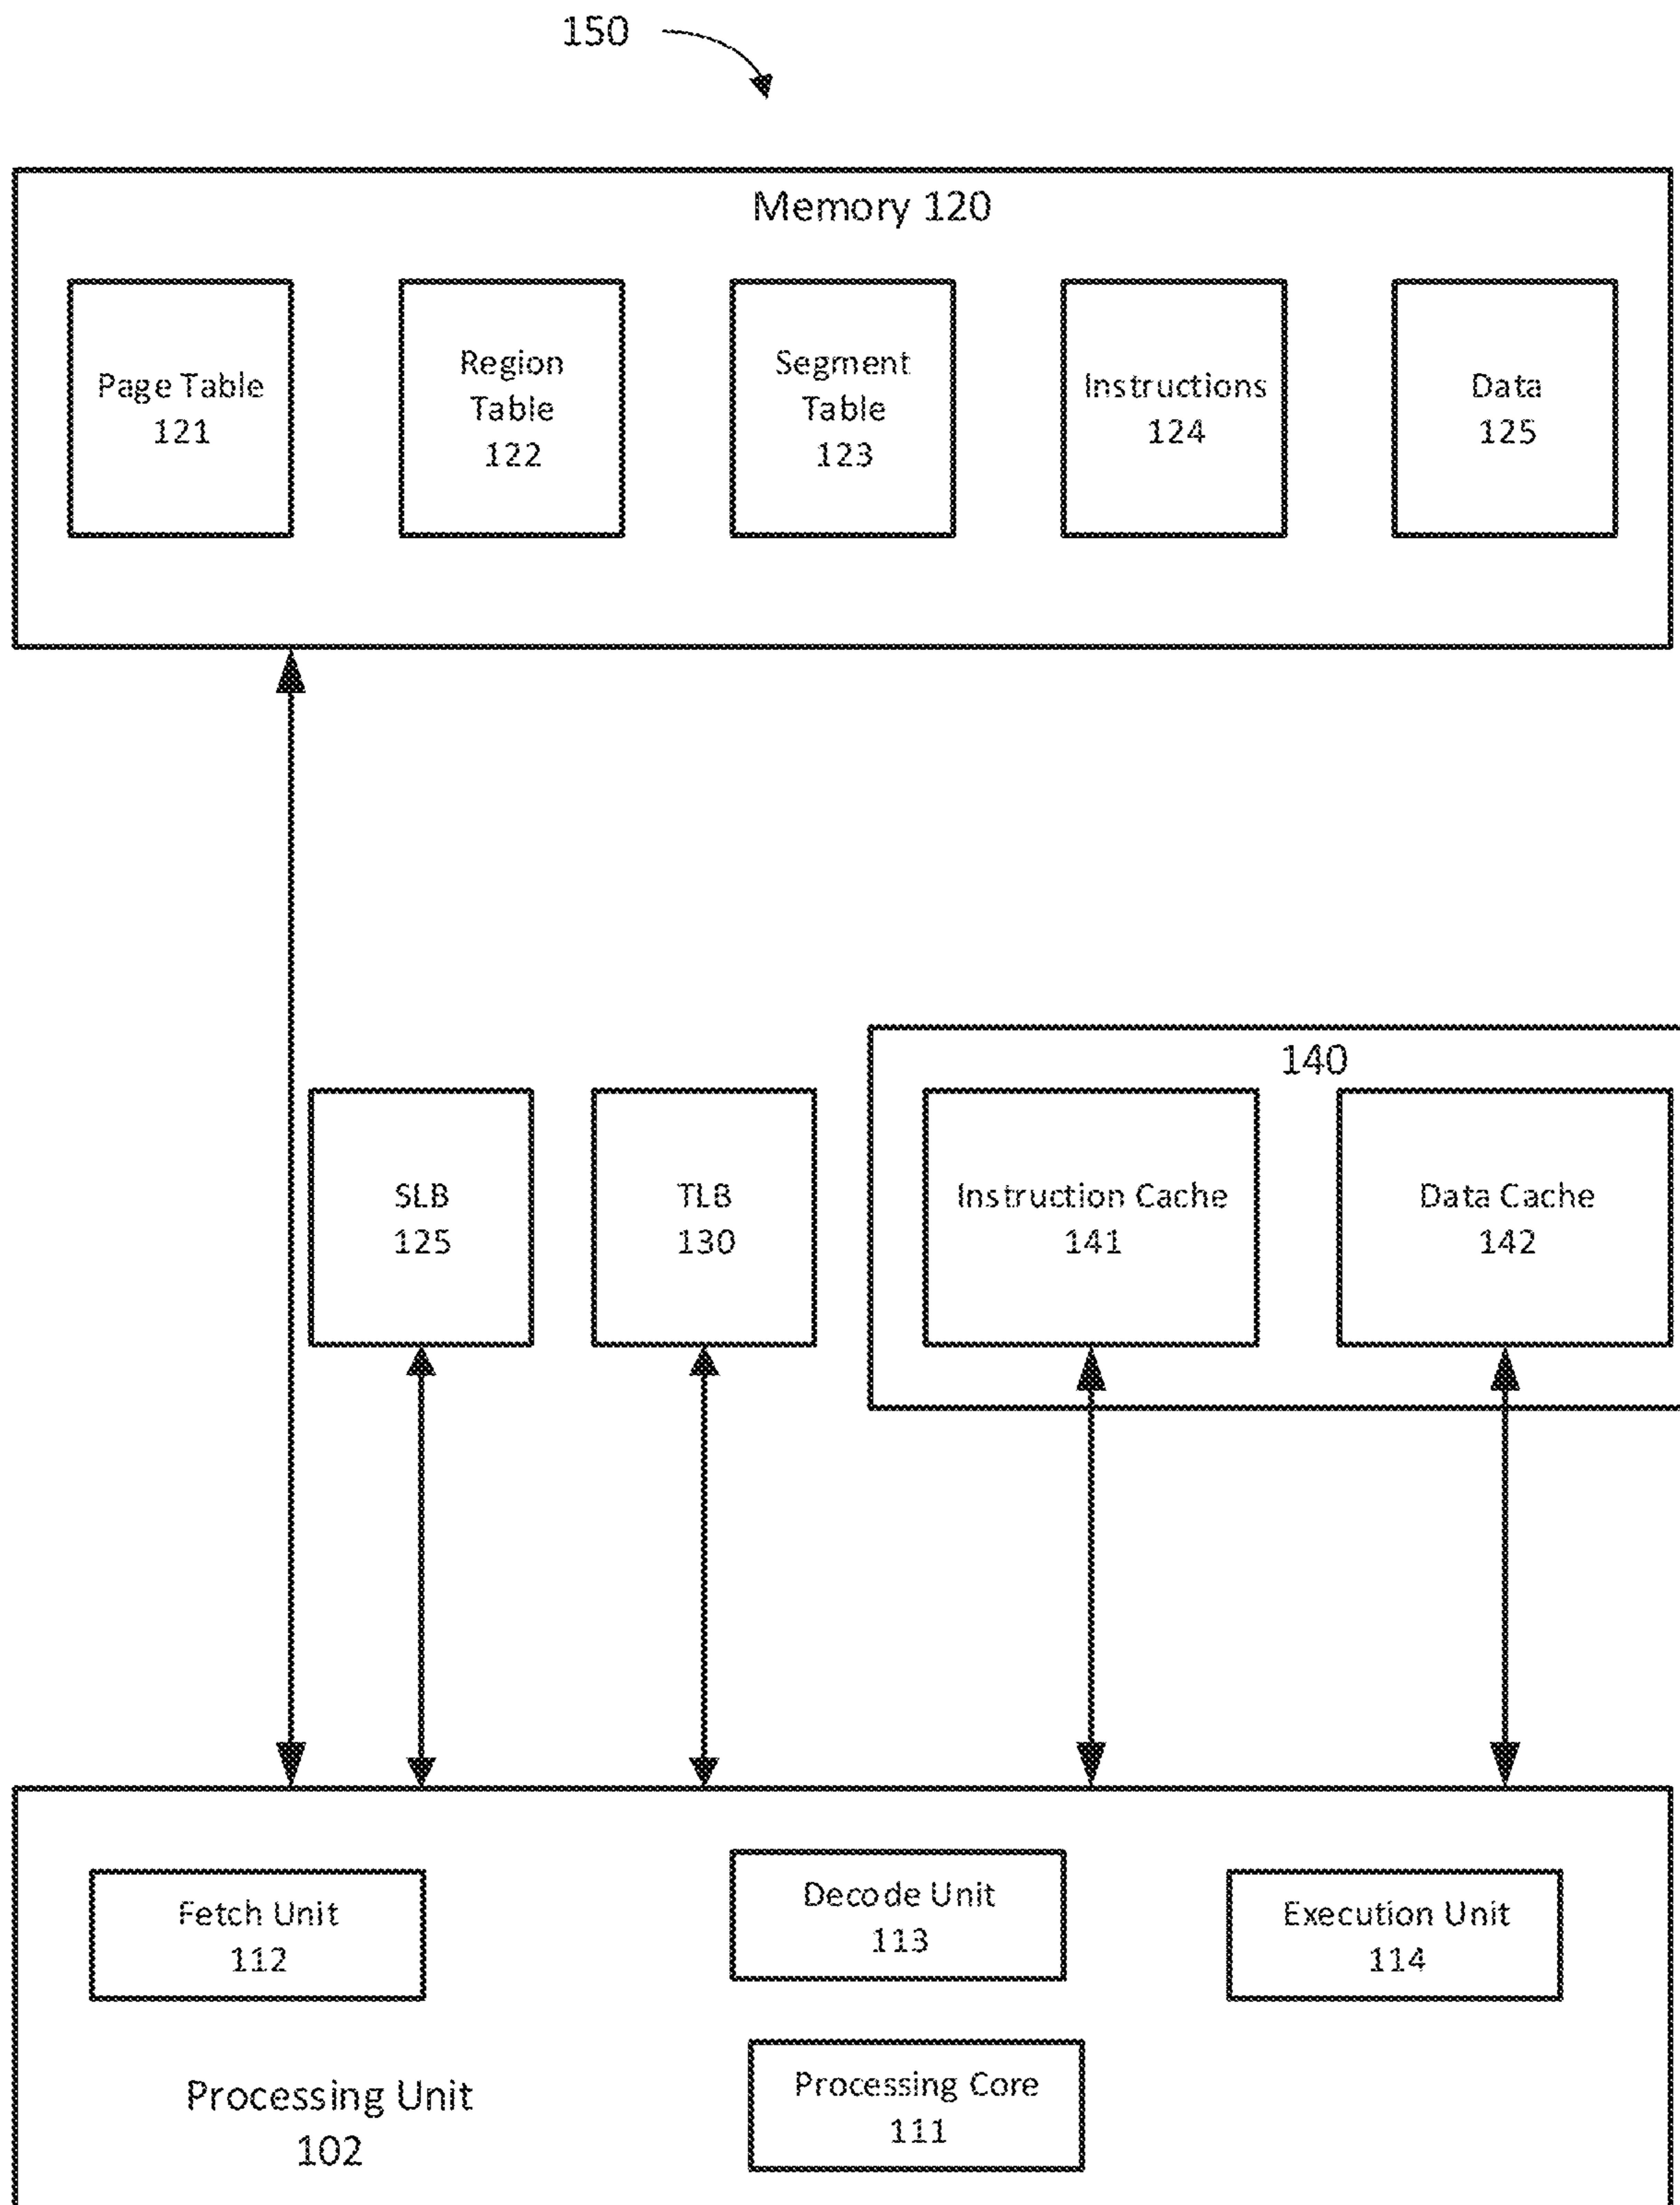 150
Memory 120
Page Table
121
Region
Table
122
Segment
Table
123
Instructions
124
Data
125
140
SLB
125
TLB
130
Instruction Cache
141
Data Cache
142
Fetch Unit
112
Decode Unit
113
Execution Unit
114
Processing Unit
102
Processing Core
111